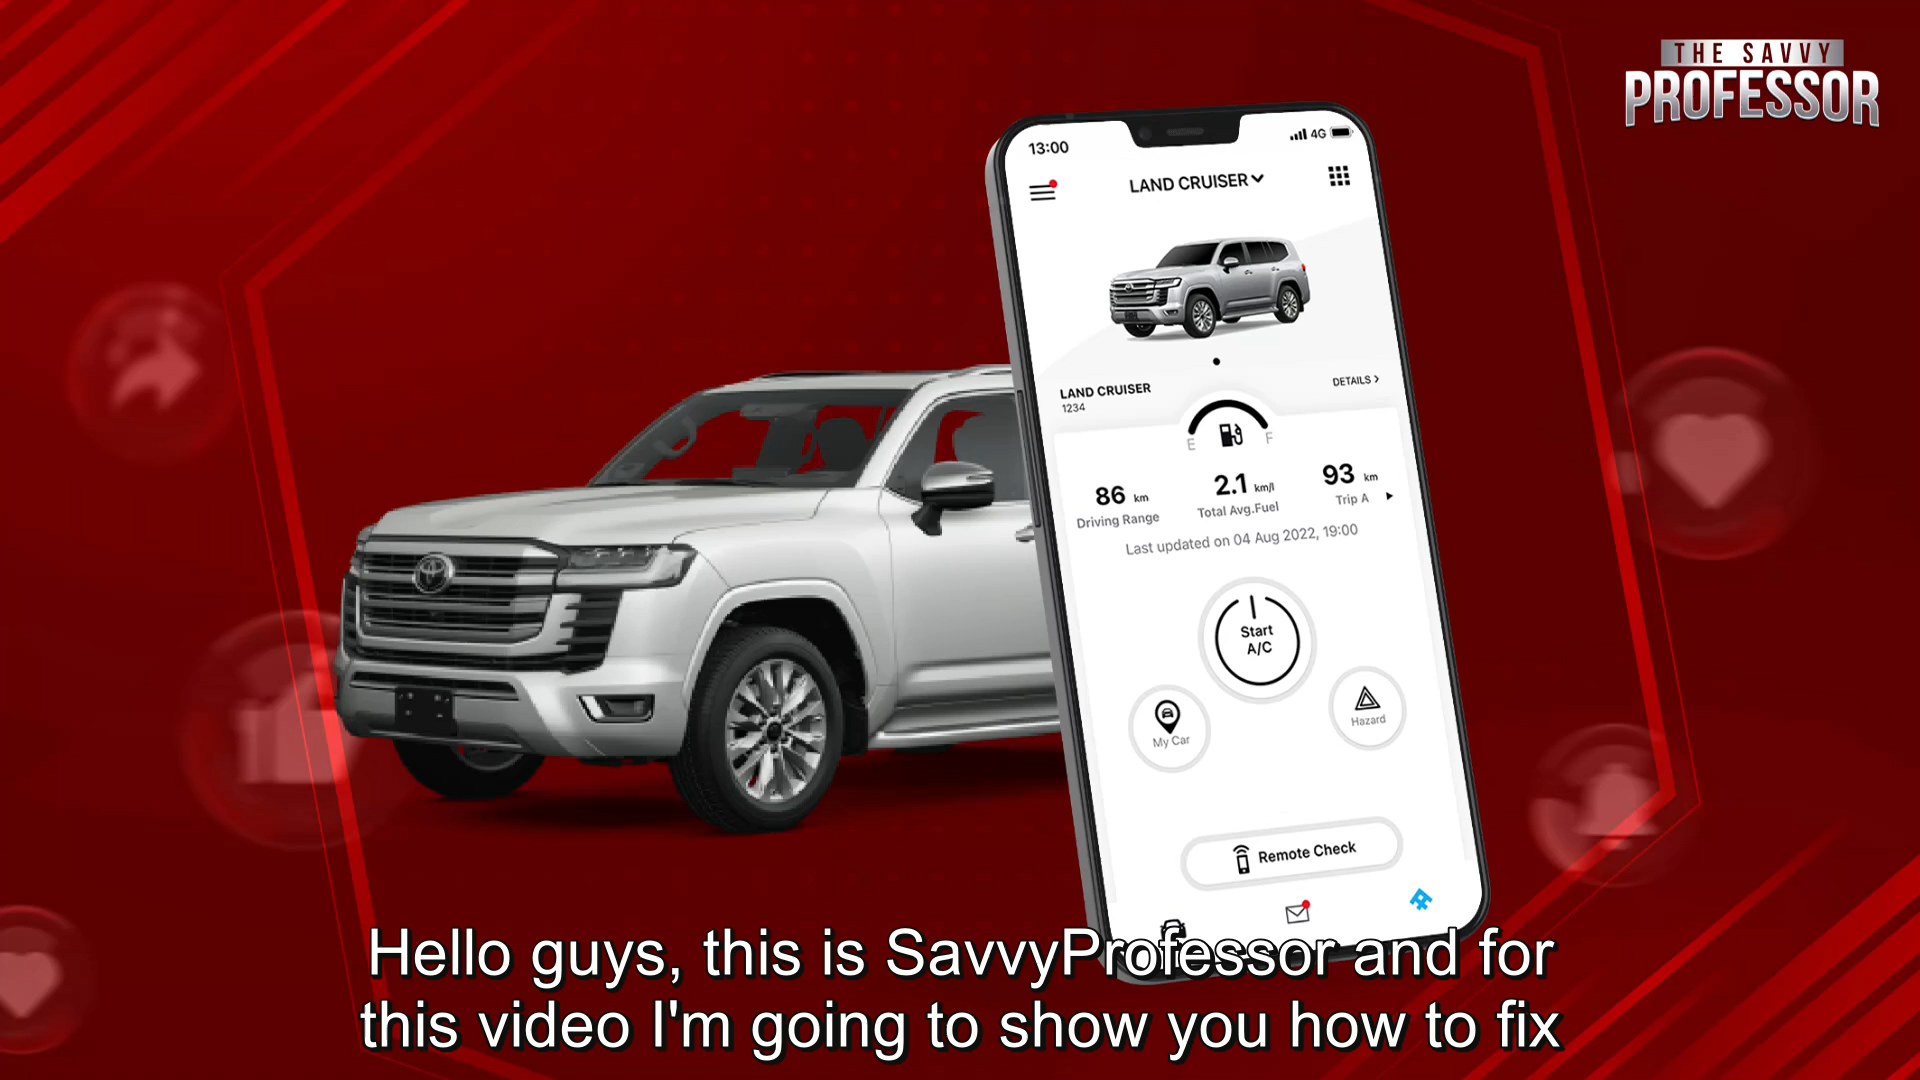 THE SAVVY
PROFESSOR
13:00
4G
LAND CRUISER
LAND CRUISER
1234
DETAILS >
E F
86 km
Driving Range
2.1 km/l
Total Avg.Fuel
93 km
Trip A
Last updated on 04 Aug 2022, 19:00
Start
A/C
My Car
Hazard
Remote Check
Hello guys, this is SavvyProfessor and for
this video I'm going to show you how to fix